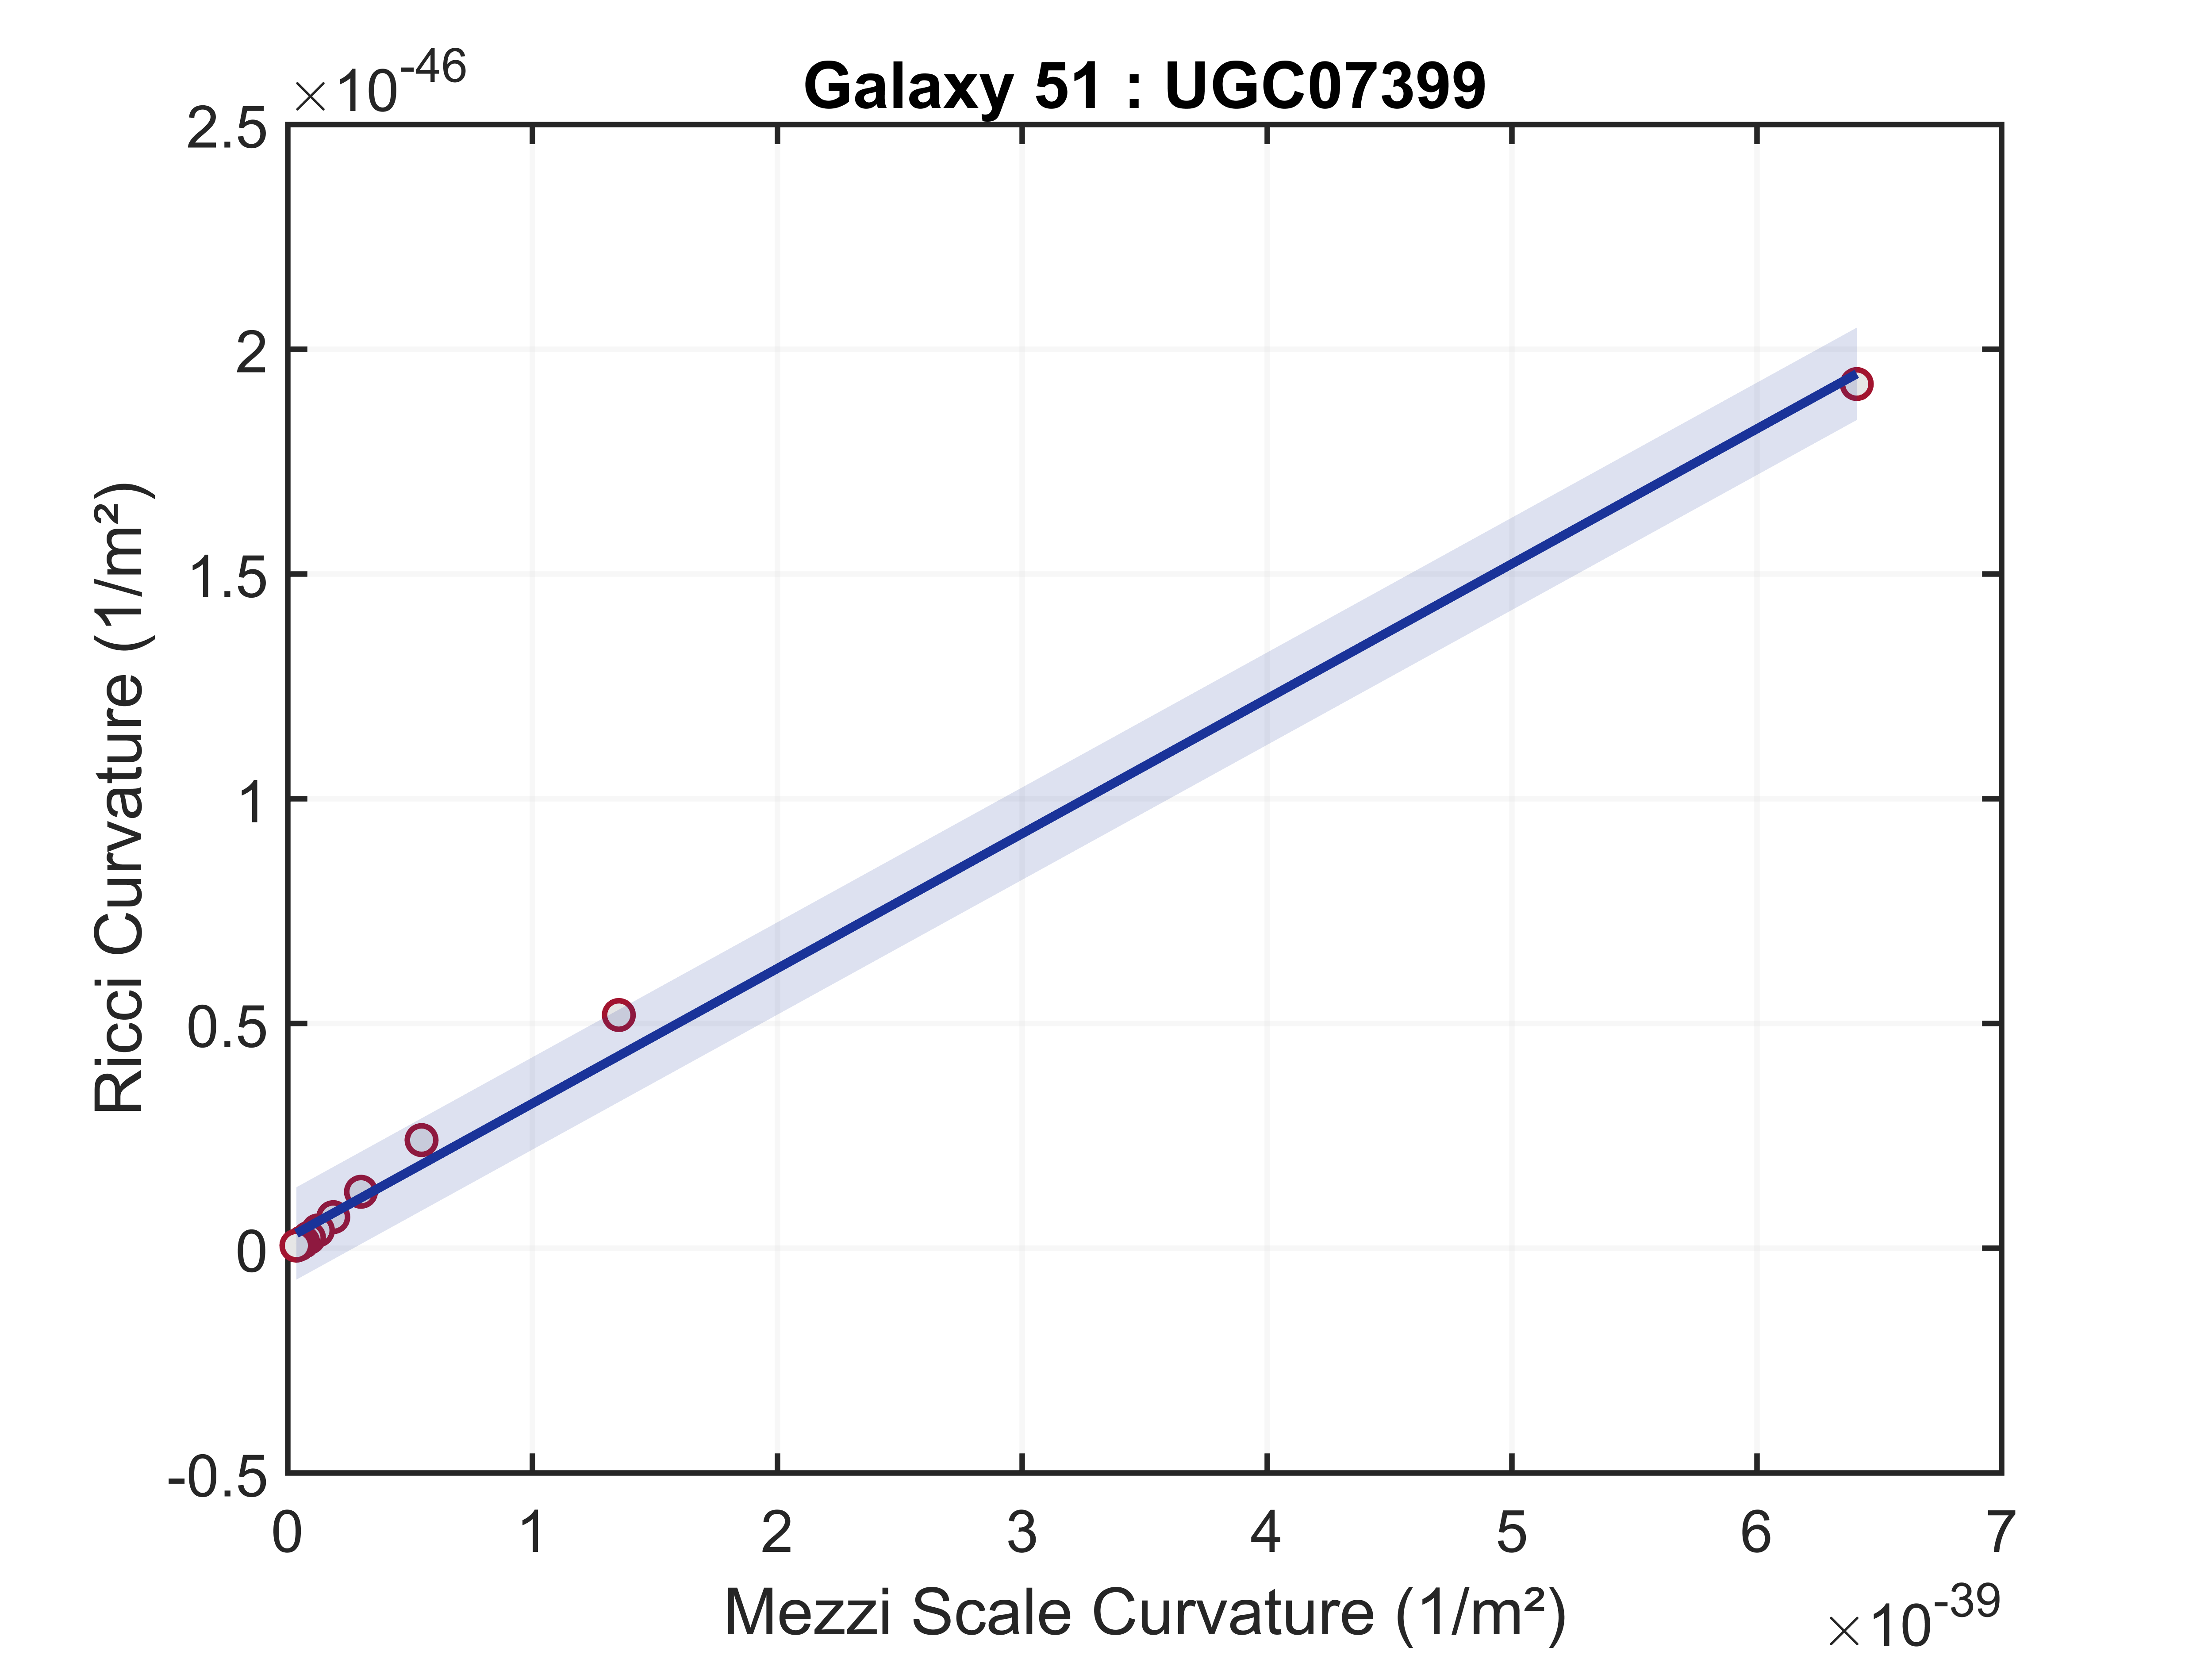 ×10^-46
Galaxy 51 : UGC07399
2.5
2
1.5
1
0.5
0
-0.5
Ricci Curvature (1/m²)
0 1 2 3 4 5 6 7
Mezzi Scale Curvature (1/m²)
×10^-39